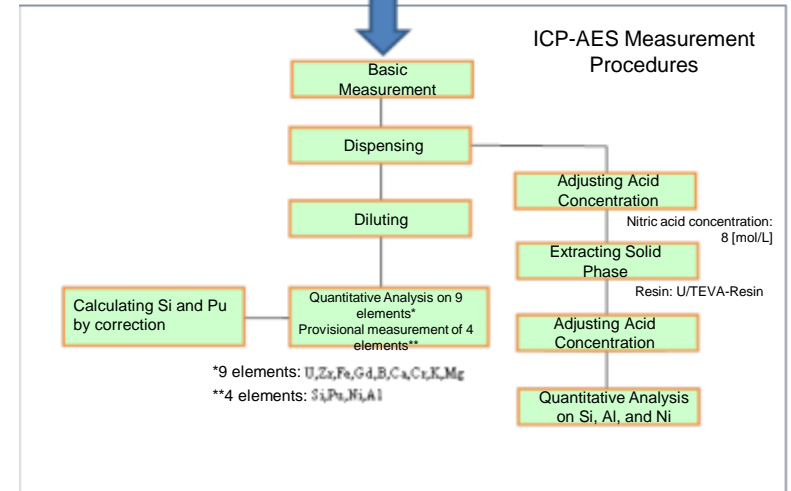 ICP-AES Measurement
Procedures
Basic
Measurement
Dispensing
Adjusting Acid
Concentration
Nitric acid concentration:
8 [mol/L]
Diluting
Extracting Solid
Phase
Resin: U/TEVA-Resin
Calculating Si and Pu
by correction
Quantitative Analysis on 9
elements*
Provisional measurement of 4
elements**
Adjusting Acid
Concentration
*9 elements: U,Zr,Fe,Gd,B,Ca,Cr,K,Mg
**4 elements: Si,Pu,Ni,Al
Quantitative Analysis
on Si, Al, and Ni